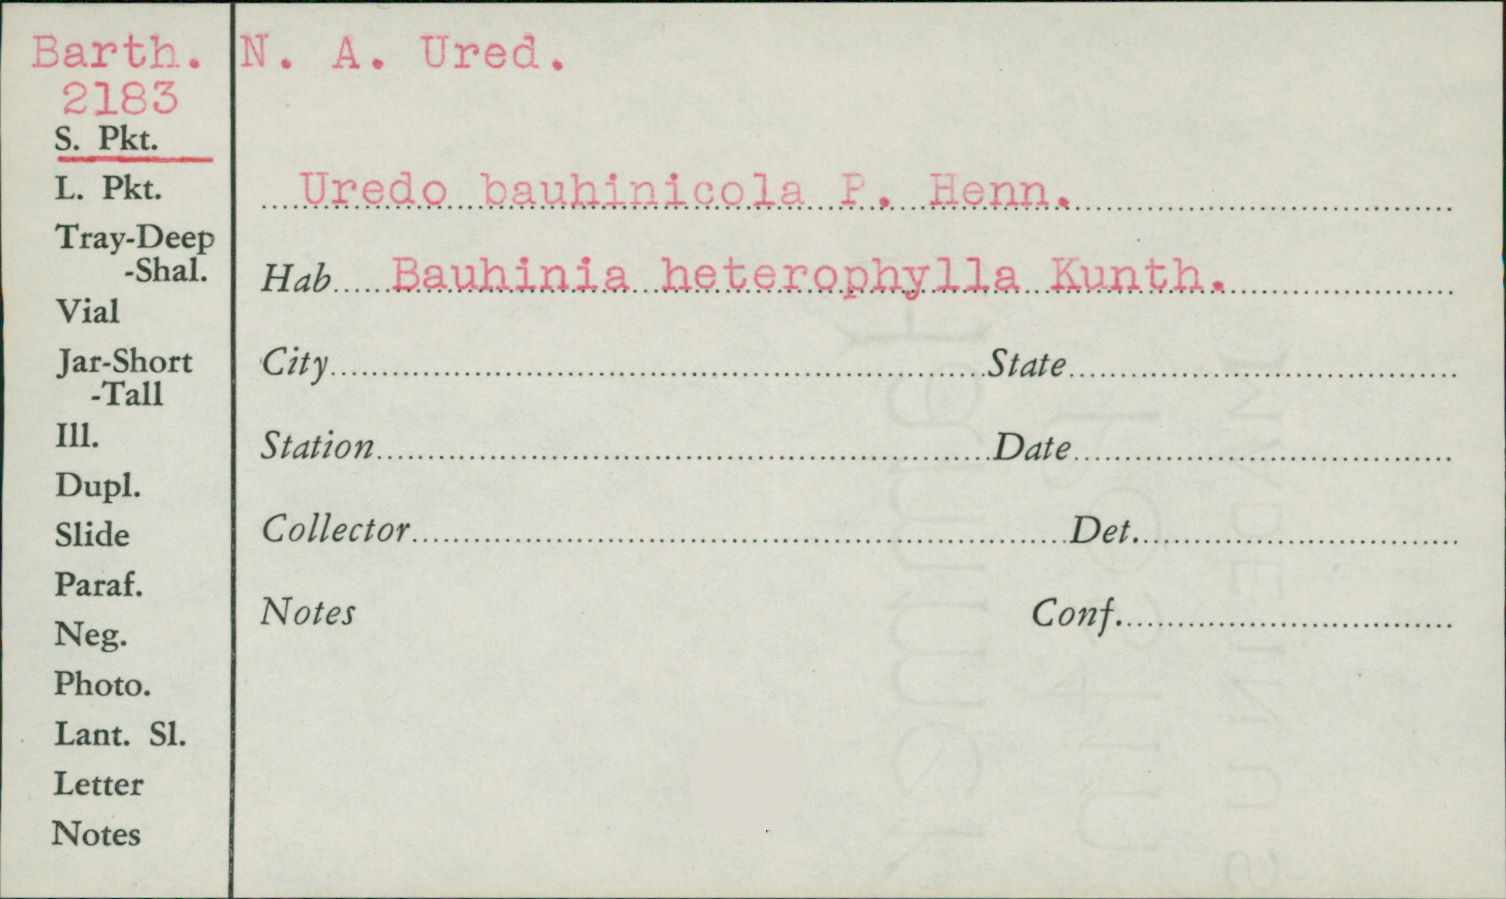 Barth. N. A. Ured.
2183
S. Pkt.
L. Pkt.
Tray-Deep
-Shal.
Vial
Jar-Short
-Tall
Ill.
Dupl.
Slide
Paraf.
Neg.
Photo.
Lant. Sl.
Letter
Notes
Uredo bauhinicola P. Henn.
Hab. Bauhinia heterophylla Kunth.
City State
Station Date
Collector Det.
Notes Conf.